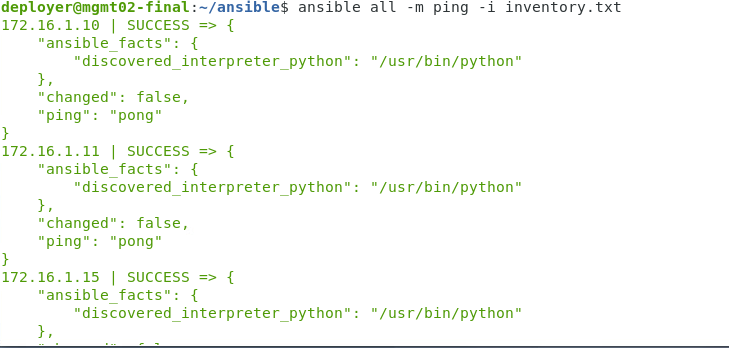 deployer@mgmt02-final:~/ansible$ ansible all -m ping -i inventory.txt
172.16.1.10 | SUCCESS => {
    "ansible_facts": {
        "discovered_interpreter_python": "/usr/bin/python"
    },
    "changed": false,
    "ping": "pong"
}
172.16.1.11 | SUCCESS => {
    "ansible_facts": {
        "discovered_interpreter_python": "/usr/bin/python"
    },
    "changed": false,
    "ping": "pong"
}
172.16.1.15 | SUCCESS => {
    "ansible_facts": {
        "discovered_interpreter_python": "/usr/bin/python"
    },